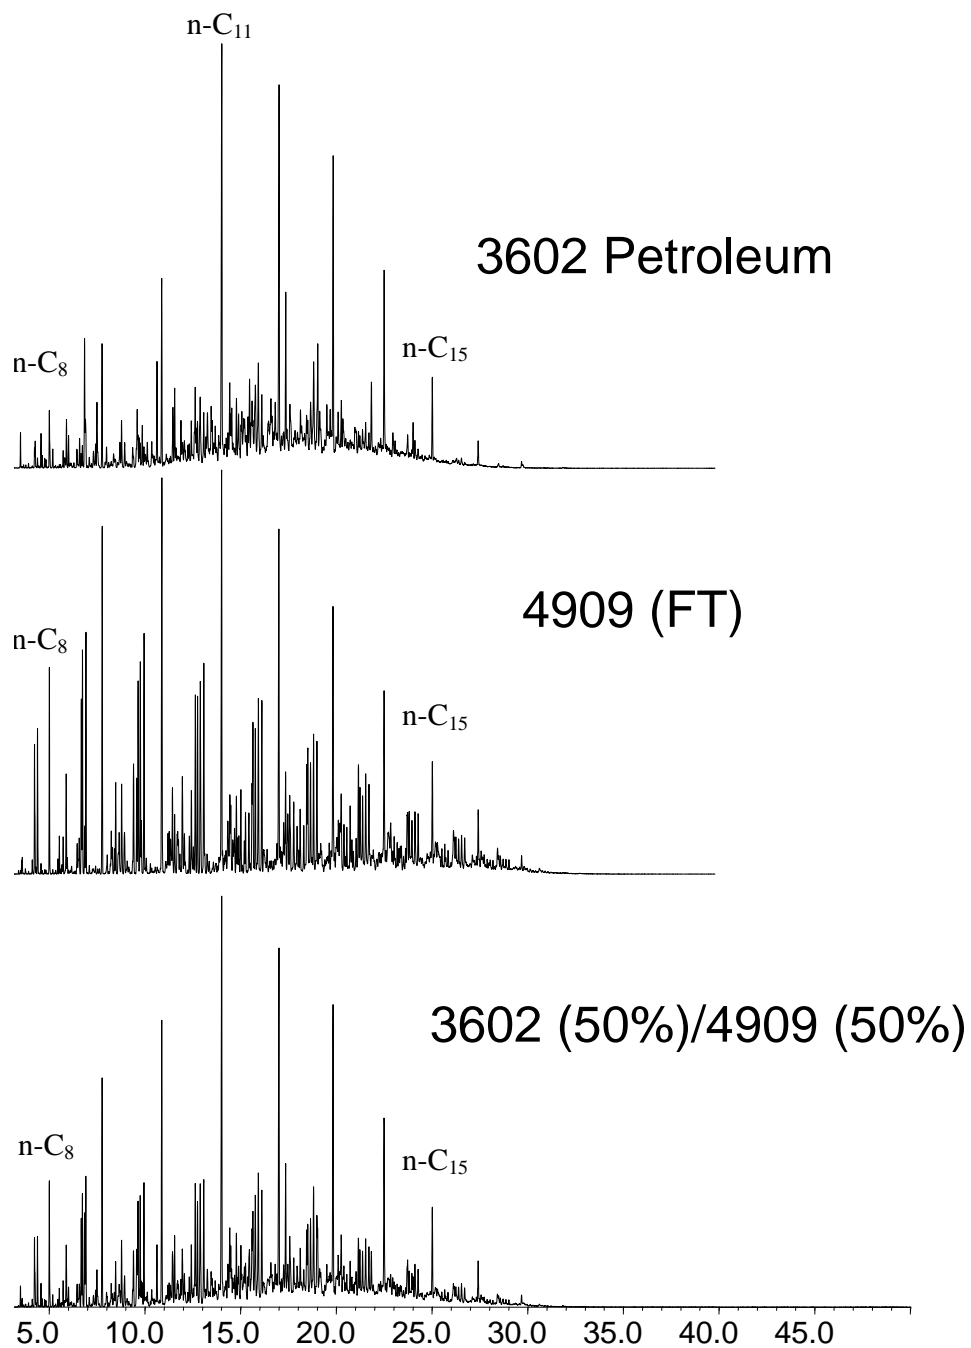 n-C₁₁
3602 Petroleum
n-C₈
n-C₁₅
4909 (FT)
n-C₈
n-C₁₅
3602 (50%)/4909 (50%)
n-C₈
n-C₁₅
5.0 10.0 15.0 20.0 25.0 30.0 35.0 40.0 45.0